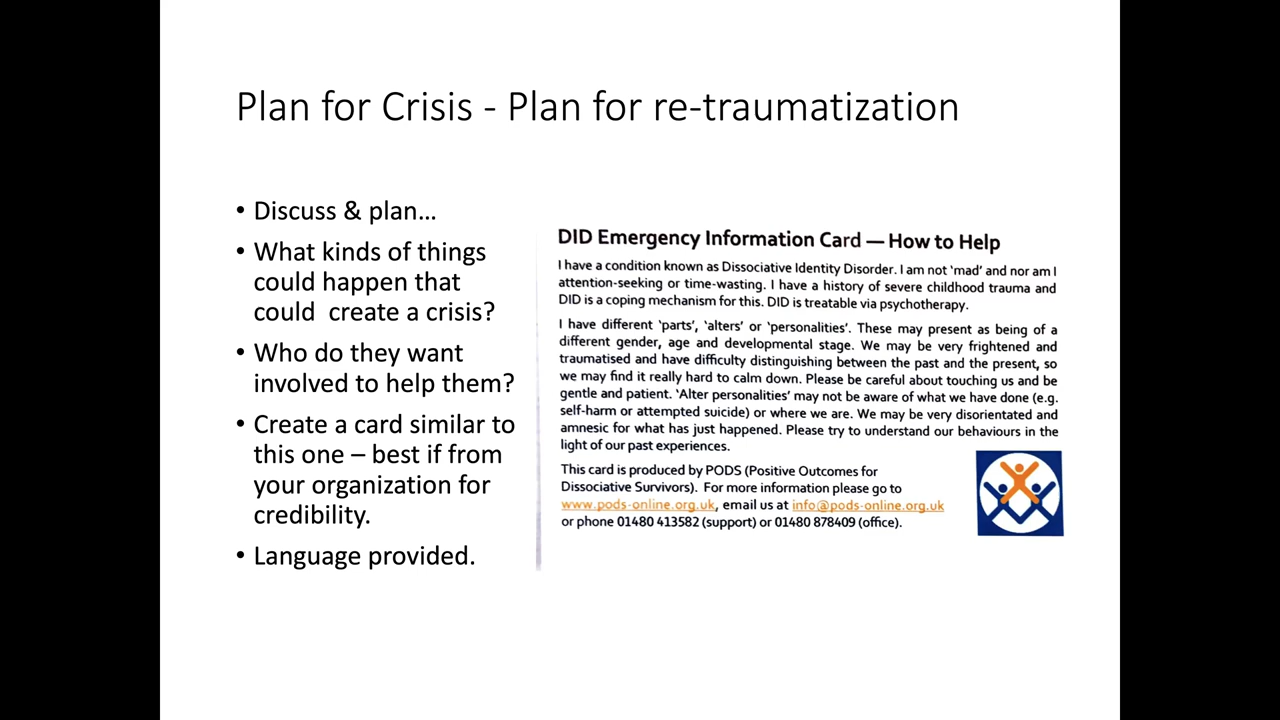 Plan for Crisis - Plan for re-traumatization
• Discuss & plan…
• What kinds of things
could happen that
could  create a crisis?
• Who do they want
involved to help them?
• Create a card similar to
this one – best if from
your organization for
credibility.
• Language provided.
DID Emergency Information Card — How to Help
I have a condition known as Dissociative Identity Disorder. I am not ‘mad’ and nor am I
attention-seeking or time-wasting. I have a history of severe childhood trauma and
DID is a coping mechanism for this. DID is treatable via psychotherapy.
I have different ‘parts’, ‘alters’ or ‘personalities’. These may present as being of a
different gender, age and developmental stage. We may be very frightened and
traumatised and have difficulty distinguishing between the past and the present, so
we may find it really hard to calm down. Please be careful about touching us and be
gentle and patient. ‘Alter personalities’ may not be aware of what we have done (e.g.
self-harm or attempted suicide) or where we are. We may be very disorientated and
amnesic for what has just happened. Please try to understand our behaviours in the
light of our past experiences.
This card is produced by PODS (Positive Outcomes for
Dissociative Survivors). For more information please go to
www.pods-online.org.uk, email us at info@pods-online.org.uk
or phone 01480 413582 (support) or 01480 878409 (office).